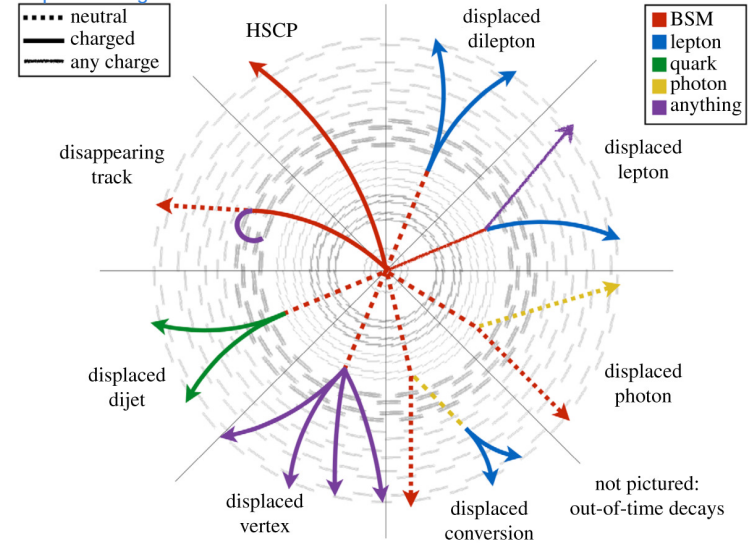 neutral
charged
any charge
HSCP
displaced
dilepton
BSM
lepton
quark
photon
anything
disappearing
track
displaced
lepton
displaced
dijet
displaced
photon
displaced
vertex
displaced
conversion
not pictured:
out-of-time decays